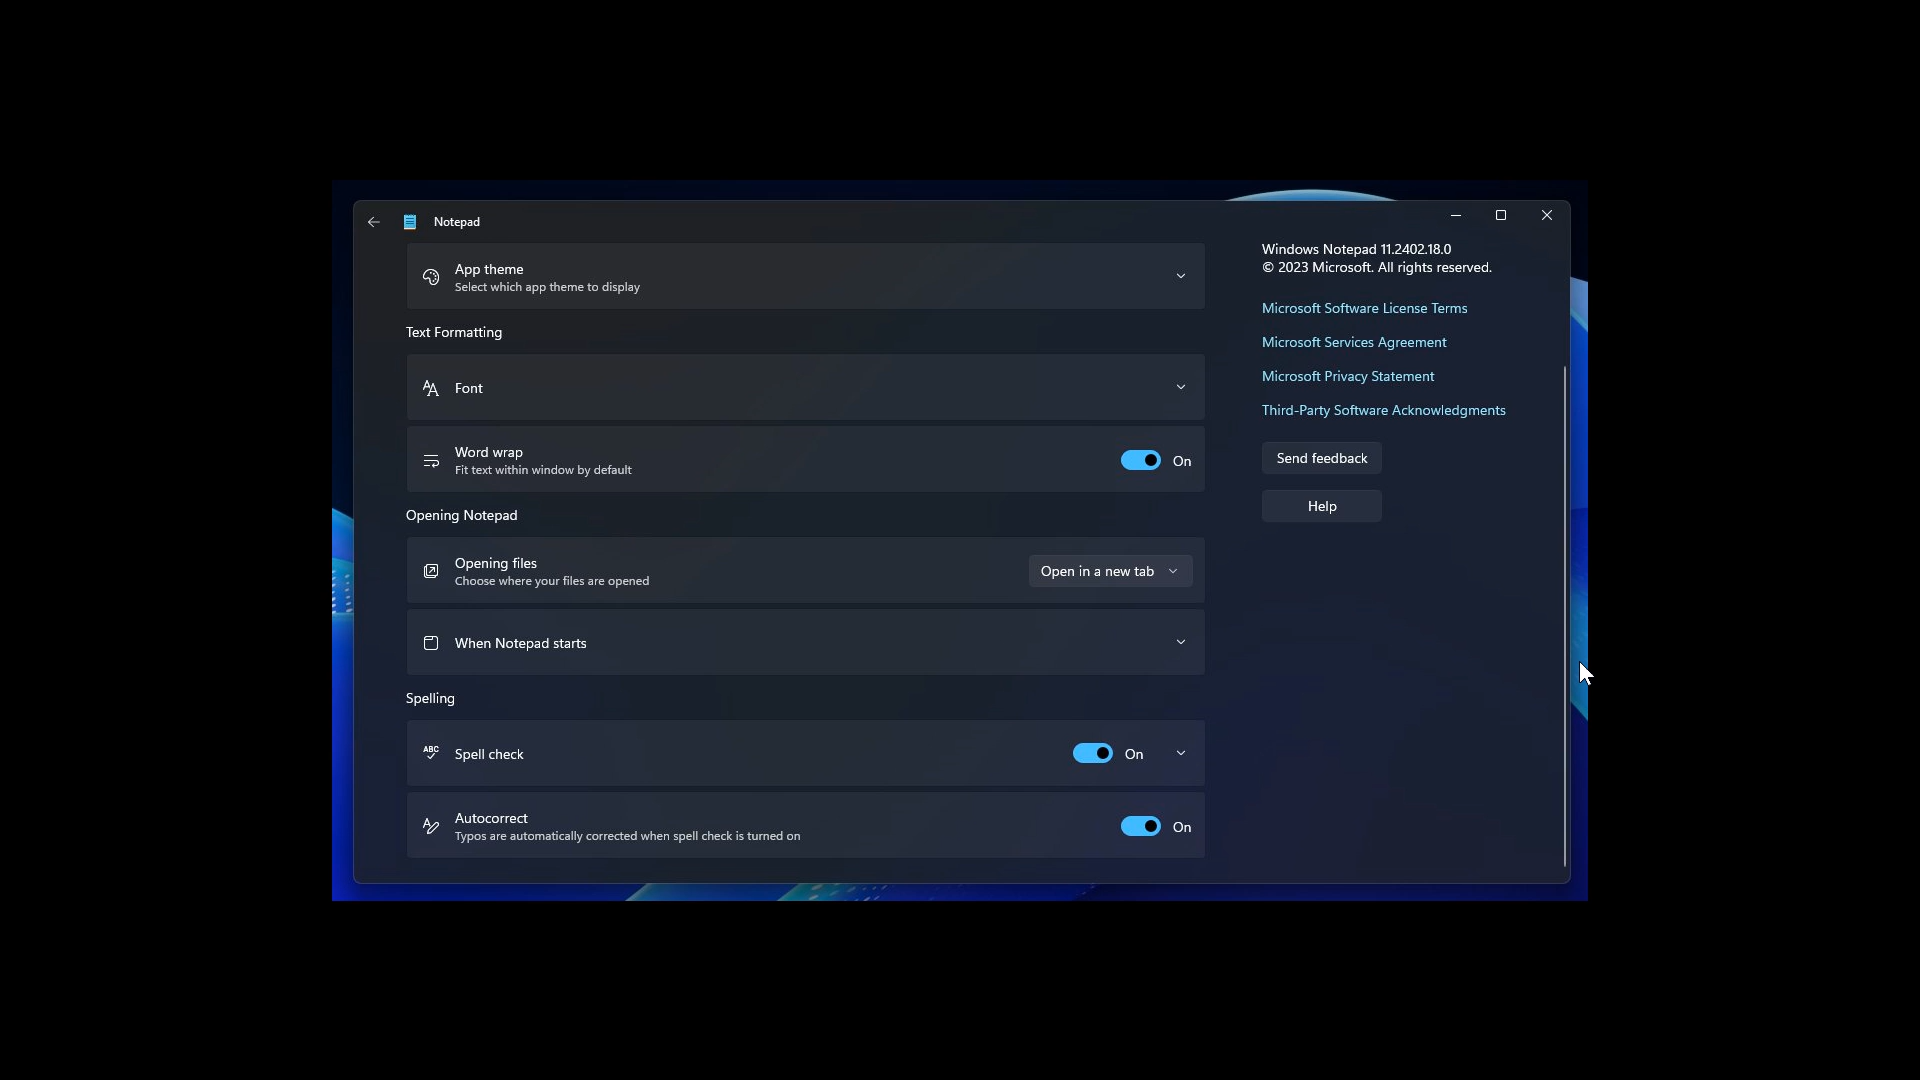 Notepad
App theme
Select which app theme to display
Text Formatting
Font
Word wrap
Fit text within window by default
On
Opening Notepad
Opening files
Choose where your files are opened
Open in a new tab
When Notepad starts
Spelling
ABC
Spell check
On
Autocorrect
Typos are automatically corrected when spell check is turned on
On
Windows Notepad 11.2402.18.0
© 2023 Microsoft. All rights reserved.
Microsoft Software License Terms
Microsoft Services Agreement
Microsoft Privacy Statement
Third-Party Software Acknowledgments
Send feedback
Help